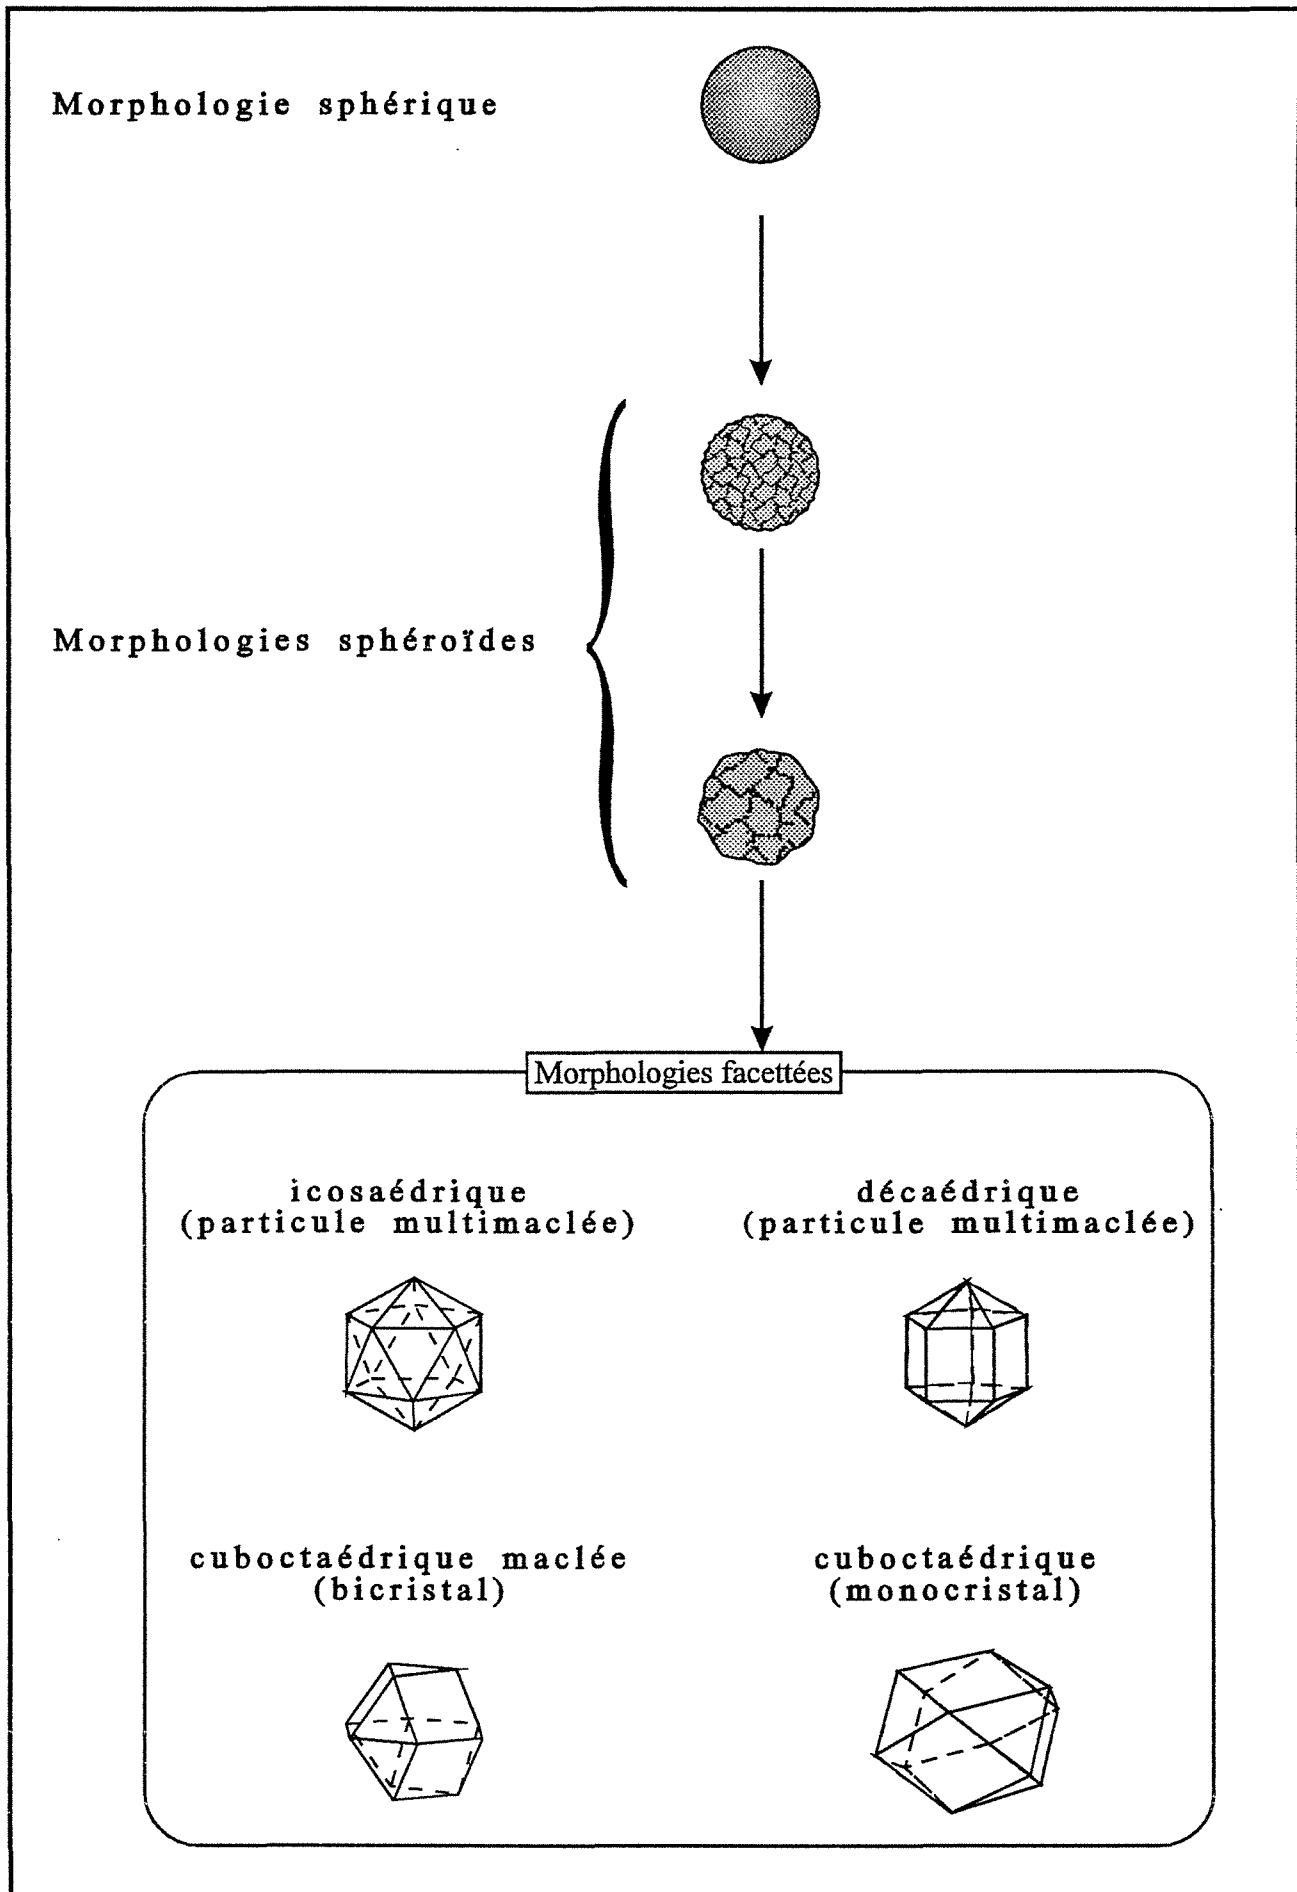 Morphologie sphérique
Morphologies sphéroïdes
Morphologies facettées
icosaédrique
(particule multimaclée)
décaédrique
(particule multimaclée)
cuboctaédrique maclée
(bicristal)
cuboctaédrique
(monocristal)